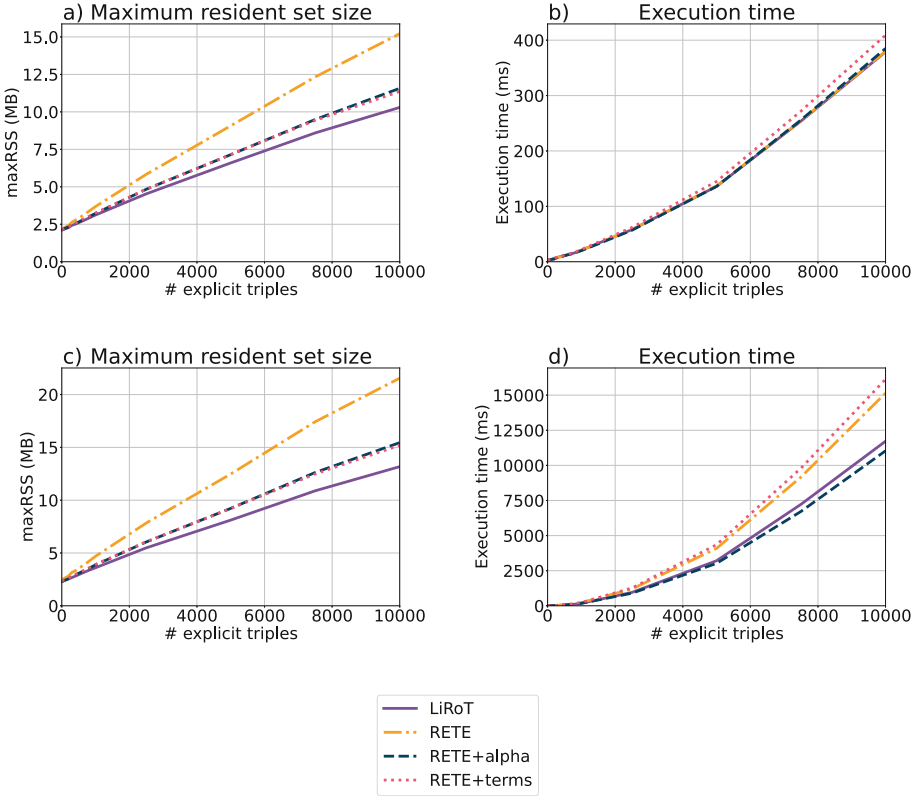 a) Maximum resident set size
15.0
12.5
10.0
7.5
5.0
2.5
0.0
maxRSS (MB)
0 2000 4000 6000 8000 10000
# explicit triples
b) Execution time
400
300
200
100
0
Execution time (ms)
0 2000 4000 6000 8000 10000
# explicit triples
c) Maximum resident set size
20
15
10
5
0
maxRSS (MB)
0 2000 4000 6000 8000 10000
# explicit triples
d) Execution time
15000
12500
10000
7500
5000
2500
0
Execution time (ms)
0 2000 4000 6000 8000 10000
# explicit triples
LiRoT
RETE
RETE+alpha
RETE+terms